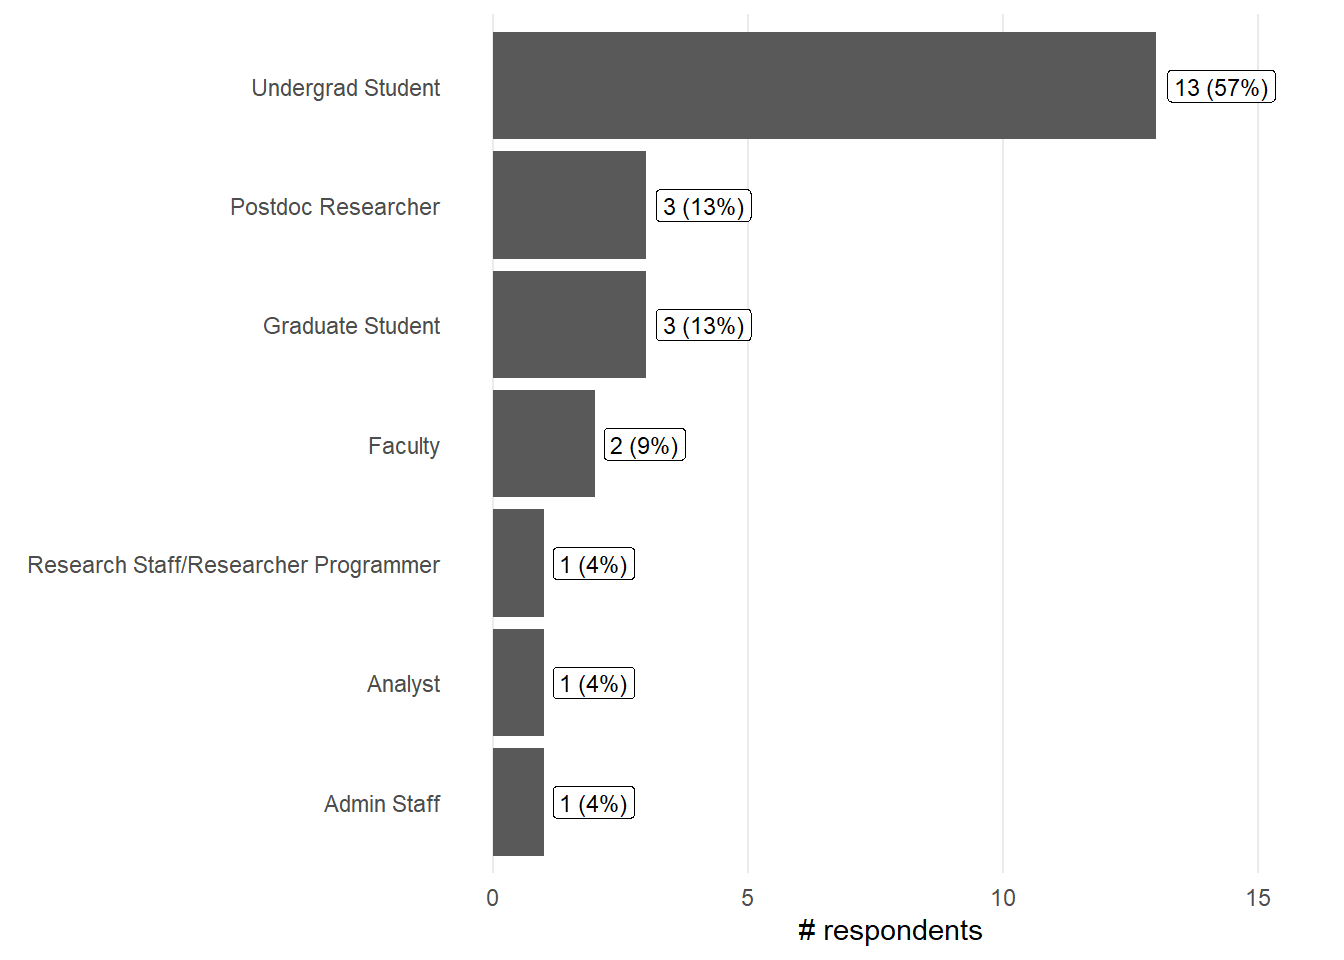 Undergrad Student
13 (57%)
Postdoc Researcher
3 (13%)
Graduate Student
3 (13%)
Faculty
2 (9%)
Research Staff/Researcher Programmer
1 (4%)
Analyst
1 (4%)
Admin Staff
1 (4%)
0 5 10 15
# respondents